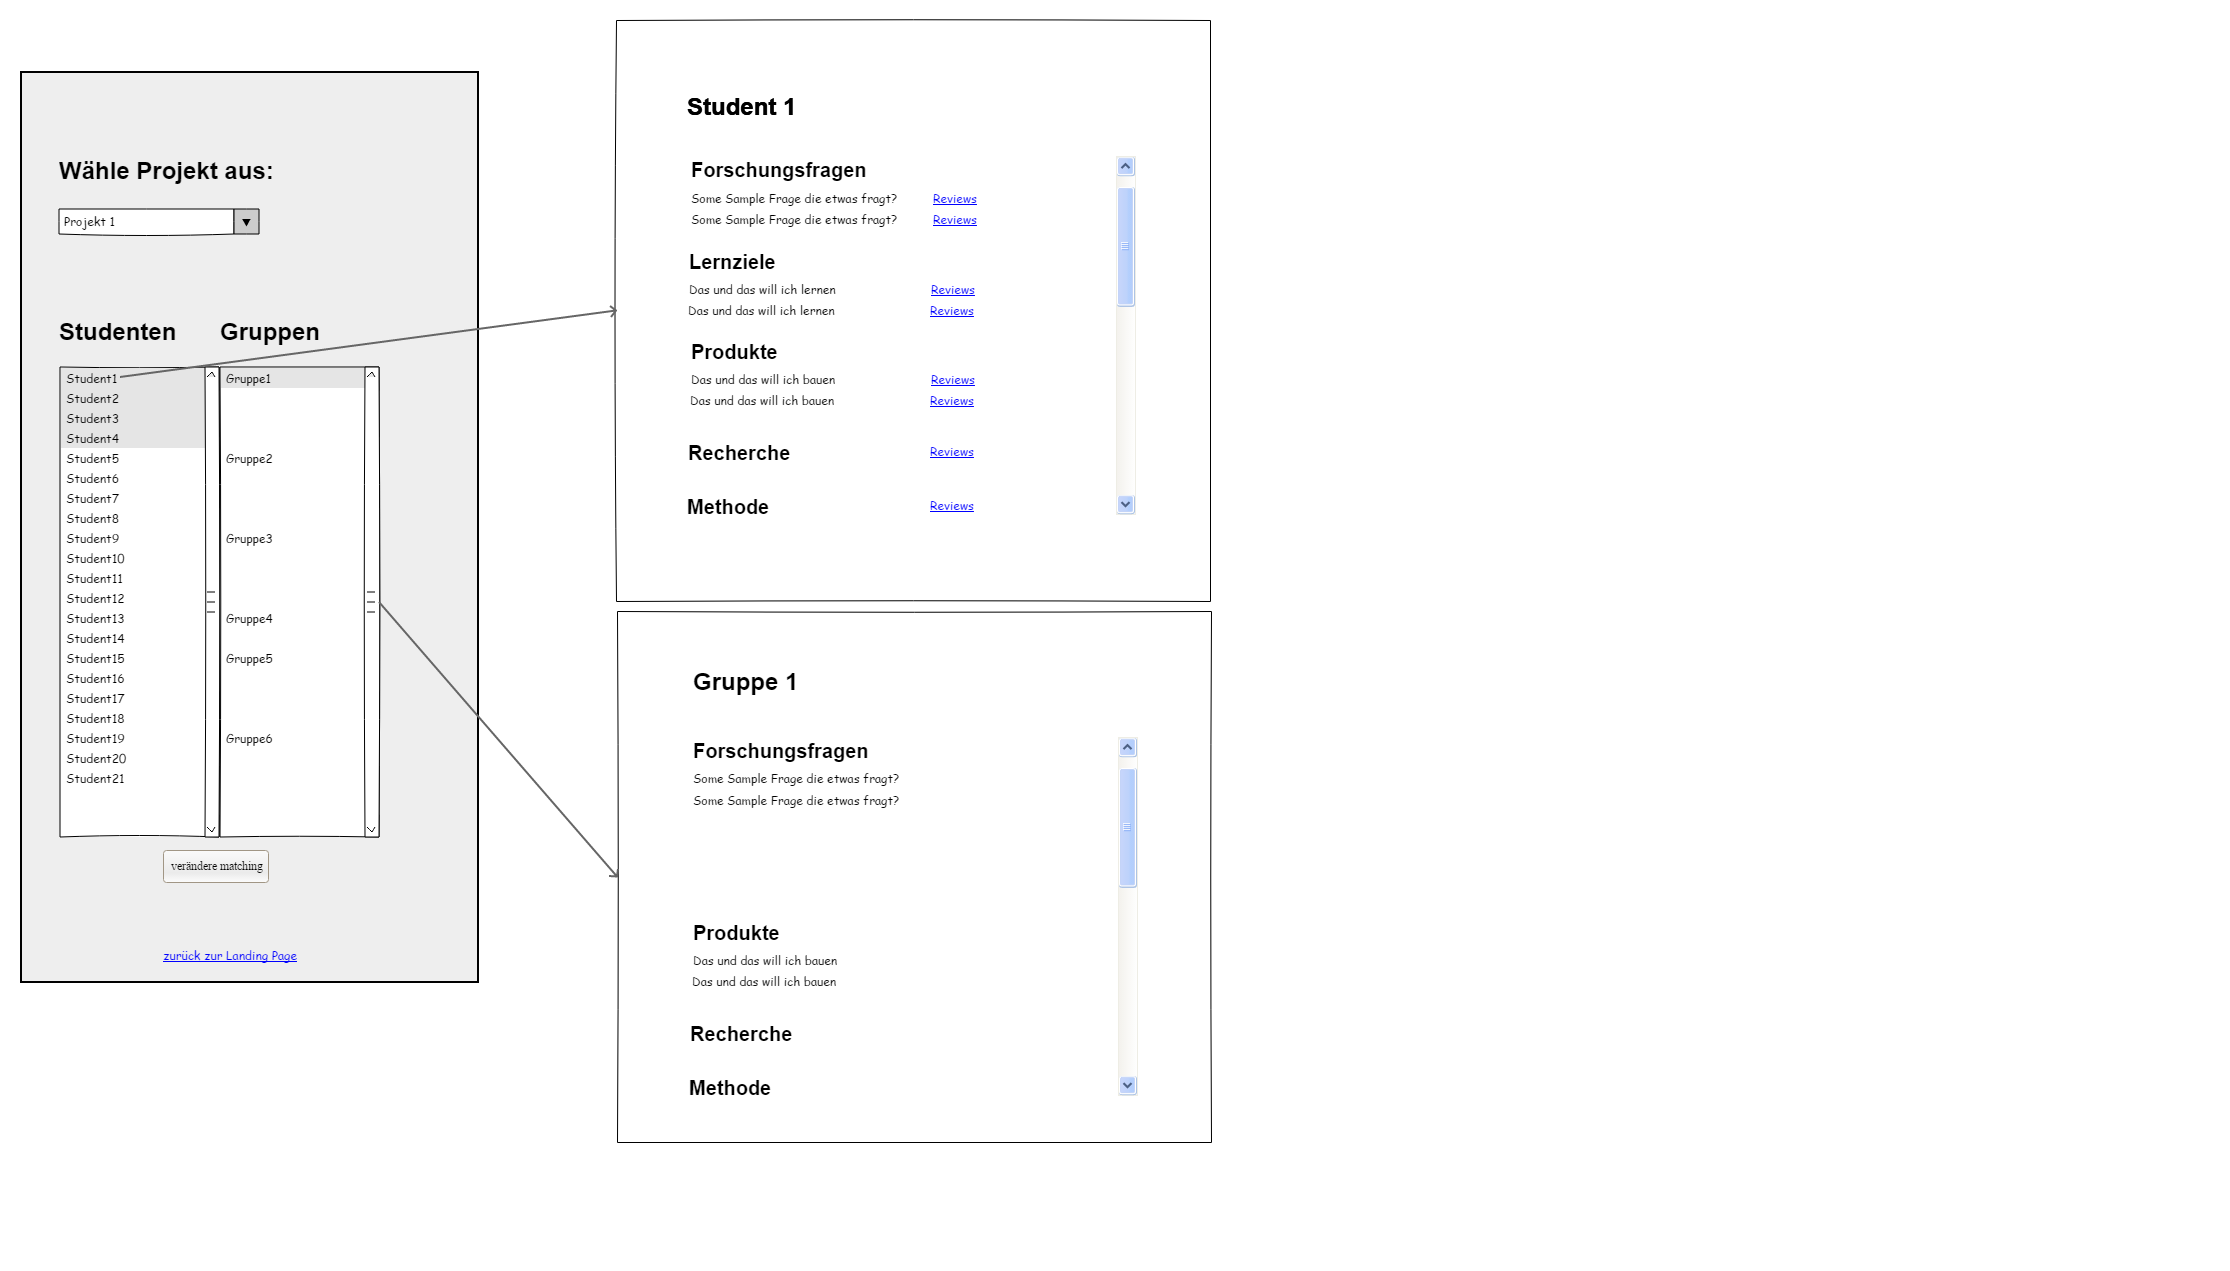 Wähle Projekt aus:
Projekt 1
Studenten
Gruppen
Student1
Student2
Student3
Student4
Student5
Student6
Student7
Student8
Student9
Student10
Student11
Student12
Student13
Student14
Student15
Student16
Student17
Student18
Student19
Student20
Student21
Gruppe1
Gruppe2
Gruppe3
Gruppe4
Gruppe5
Gruppe6
verändere matching
zurück zur Landing Page
Student 1
Forschungsfragen
Some Sample Frage die etwas fragt? Reviews
Some Sample Frage die etwas fragt? Reviews
Lernziele
Das und das will ich lernen Reviews
Das und das will ich lernen Reviews
Produkte
Das und das will ich bauen Reviews
Das und das will ich bauen Reviews
Recherche Reviews
Methode Reviews
Gruppe 1
Forschungsfragen
Some Sample Frage die etwas fragt?
Some Sample Frage die etwas fragt?
Produkte
Das und das will ich bauen
Das und das will ich bauen
Recherche
Methode